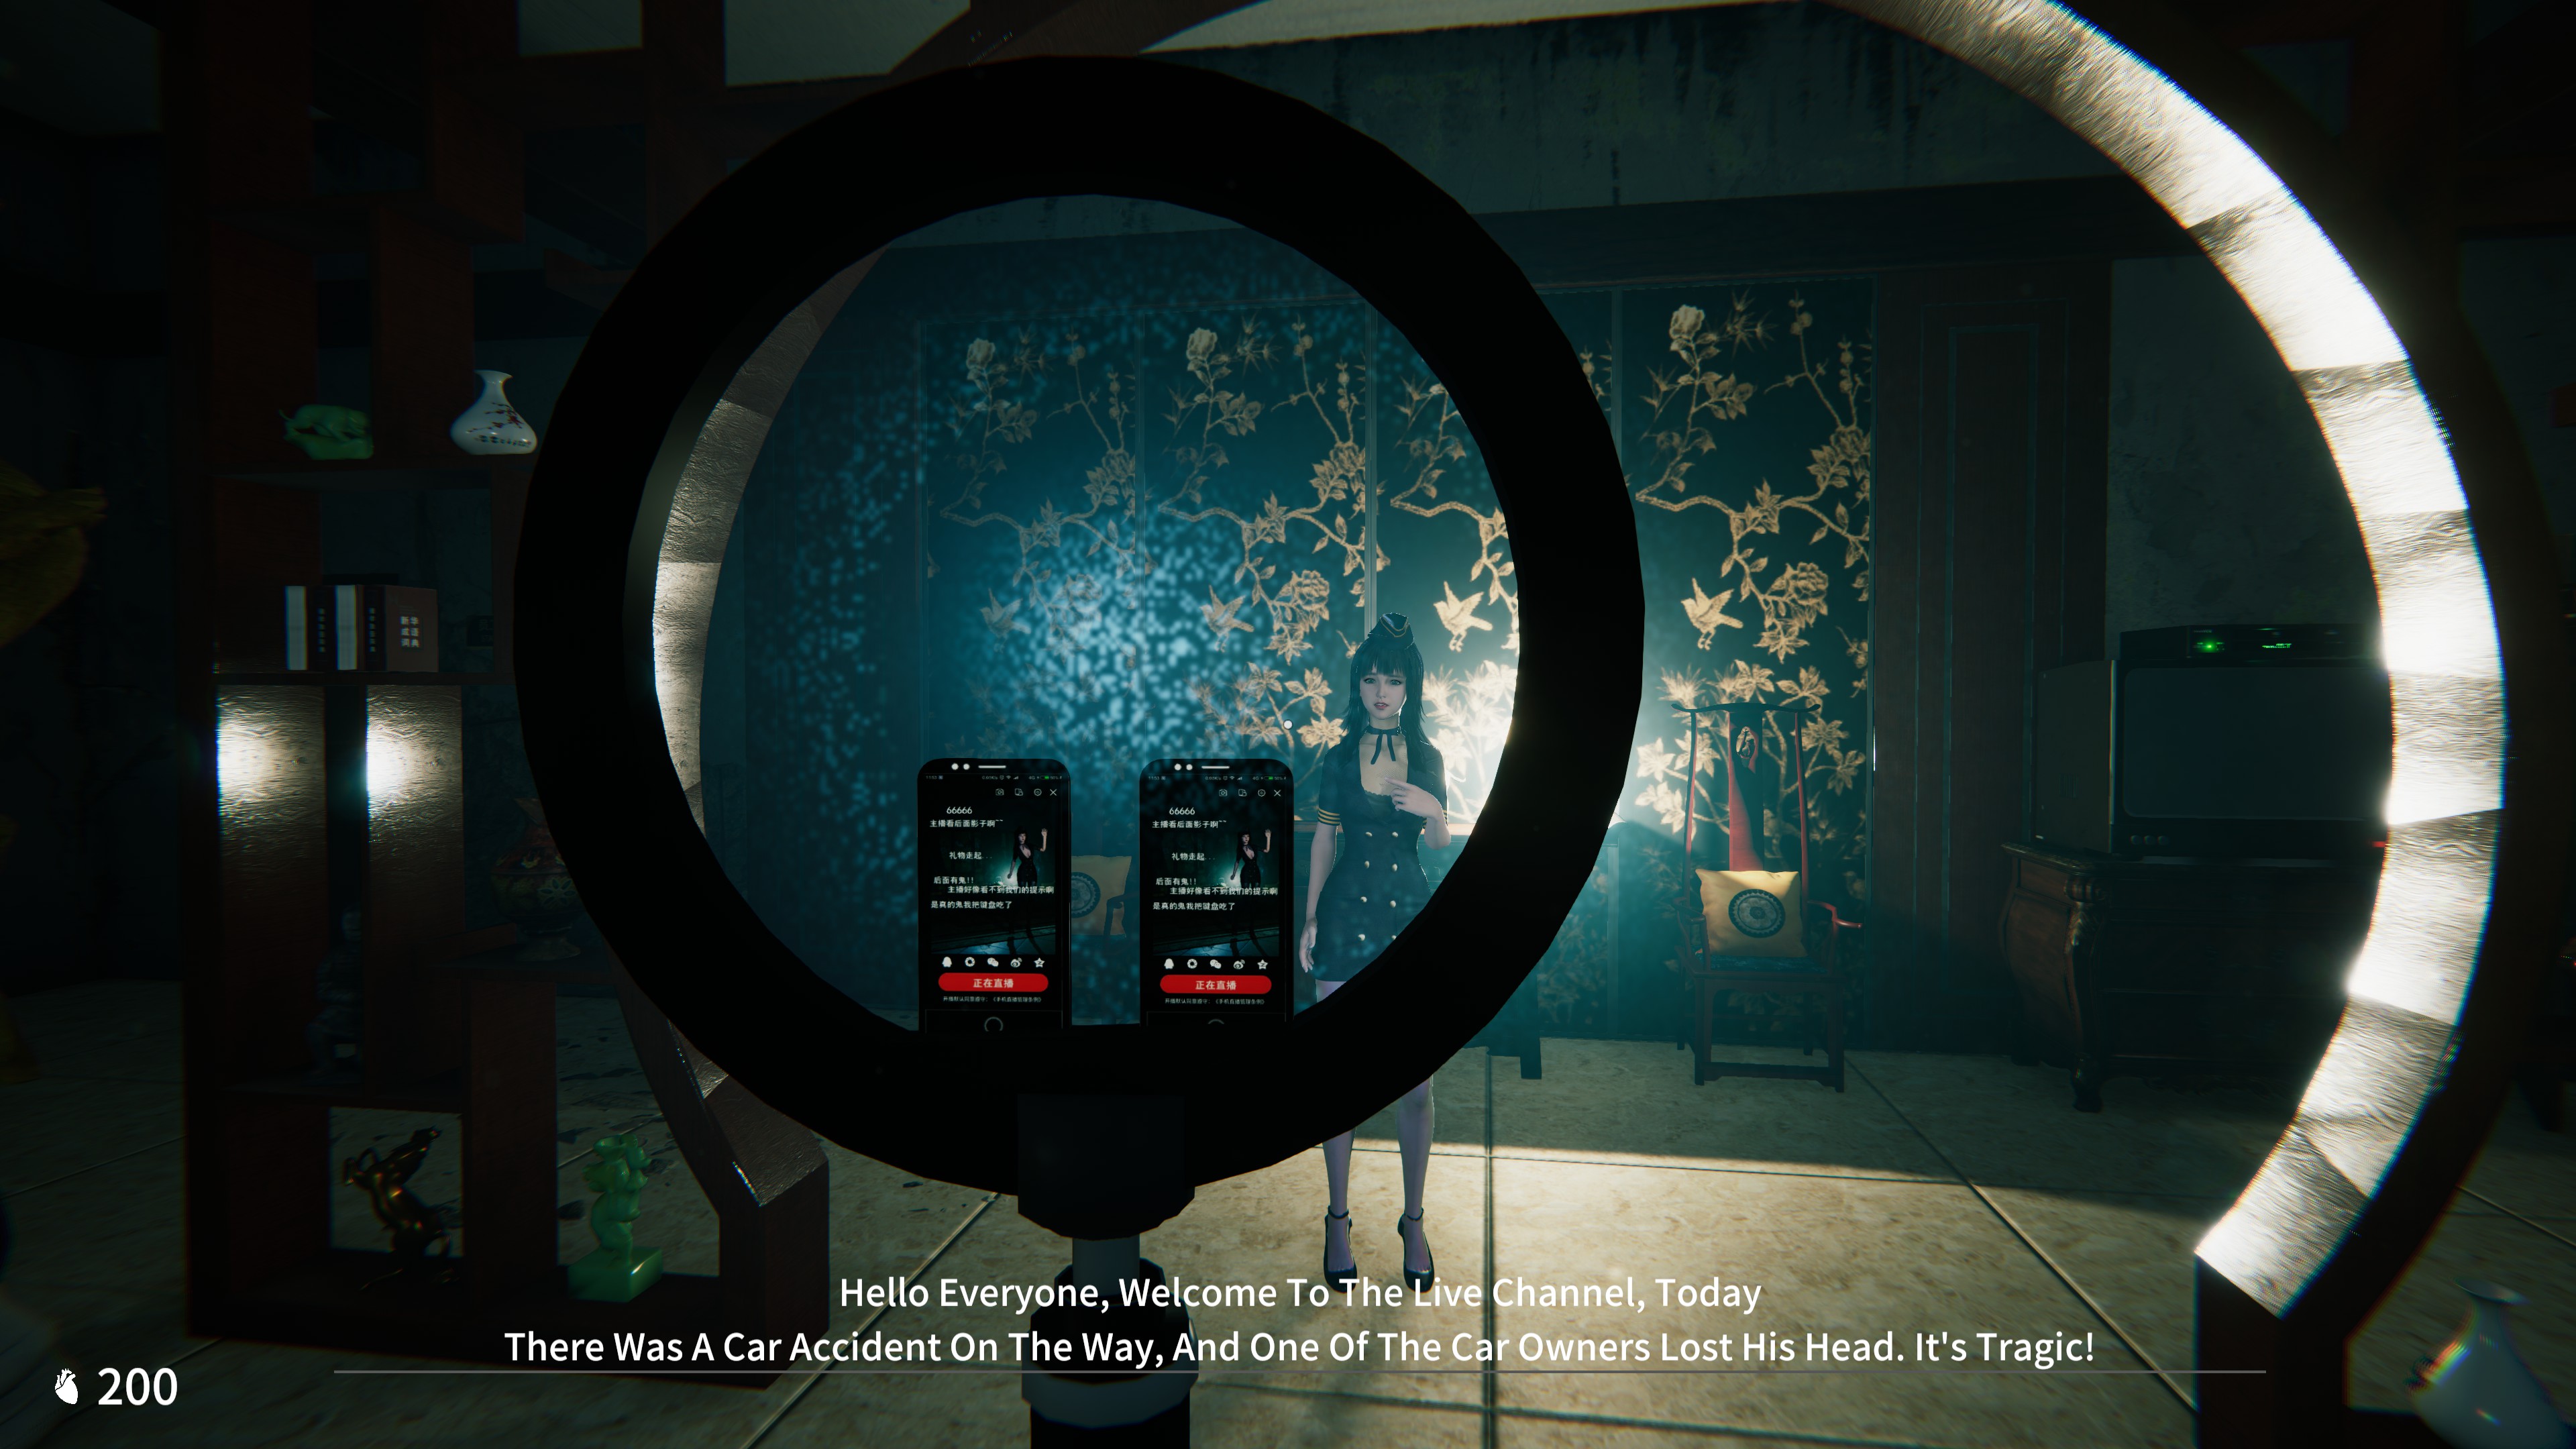 新华
成语
词典
66666
主播看后面影子啊~~
礼物走起...
后面有鬼!!
主播好像看不到我们的提示啊
是真的鬼我把键盘吃了
正在直播
66666
主播看后面影子啊~~
礼物走起...
后面有鬼!!
主播好像看不到我们的提示啊
是真的鬼我把键盘吃了
正在直播
Hello Everyone, Welcome To The Live Channel, Today
There Was A Car Accident On The Way, And One Of The Car Owners Lost His Head. It's Tragic!
200